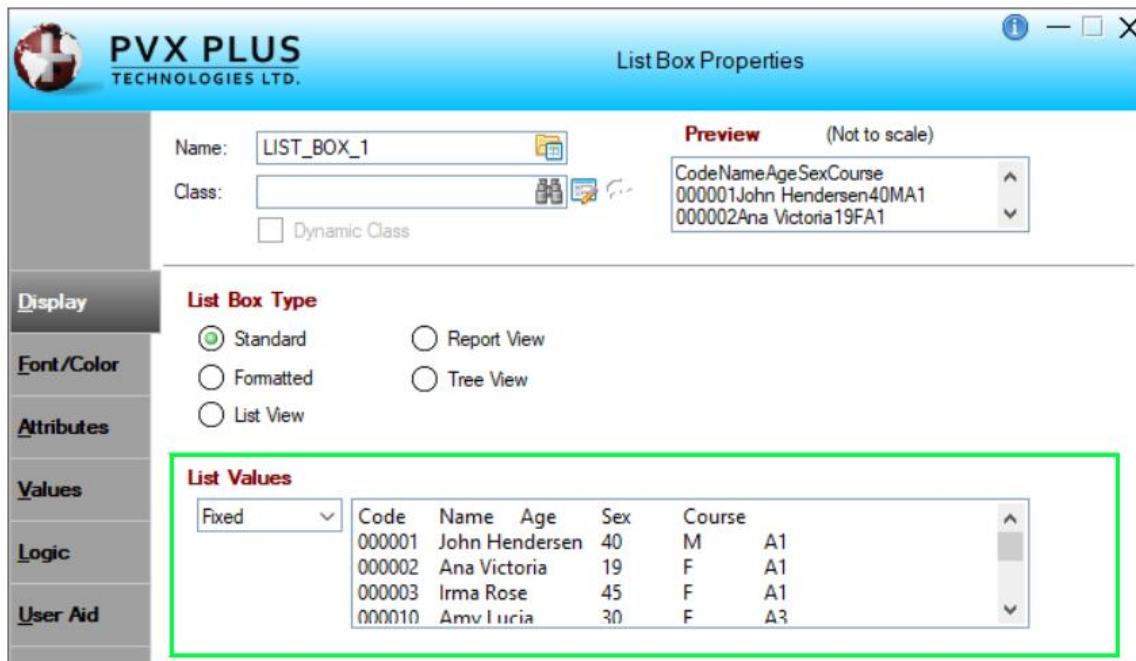 PVX PLUS
TECHNOLOGIES LTD.
List Box Properties
Name: LIST_BOX_1
Class:
Dynamic Class
Preview (Not to scale)
CodeNameAgeSexCourse
000001John Hendersen40MA1
000002Ana Victoria19FA1
Display
Font/Color
Attributes
Values
Logic
User Aid
List Box Type
Standard Report View
Formatted Tree View
List View
List Values
Fixed
Code Name Age Sex Course
000001 John Hendersen 40 M A1
000002 Ana Victoria 19 F A1
000003 Irma Rose 45 F A1
000010 Amy Lucia 30 F A3